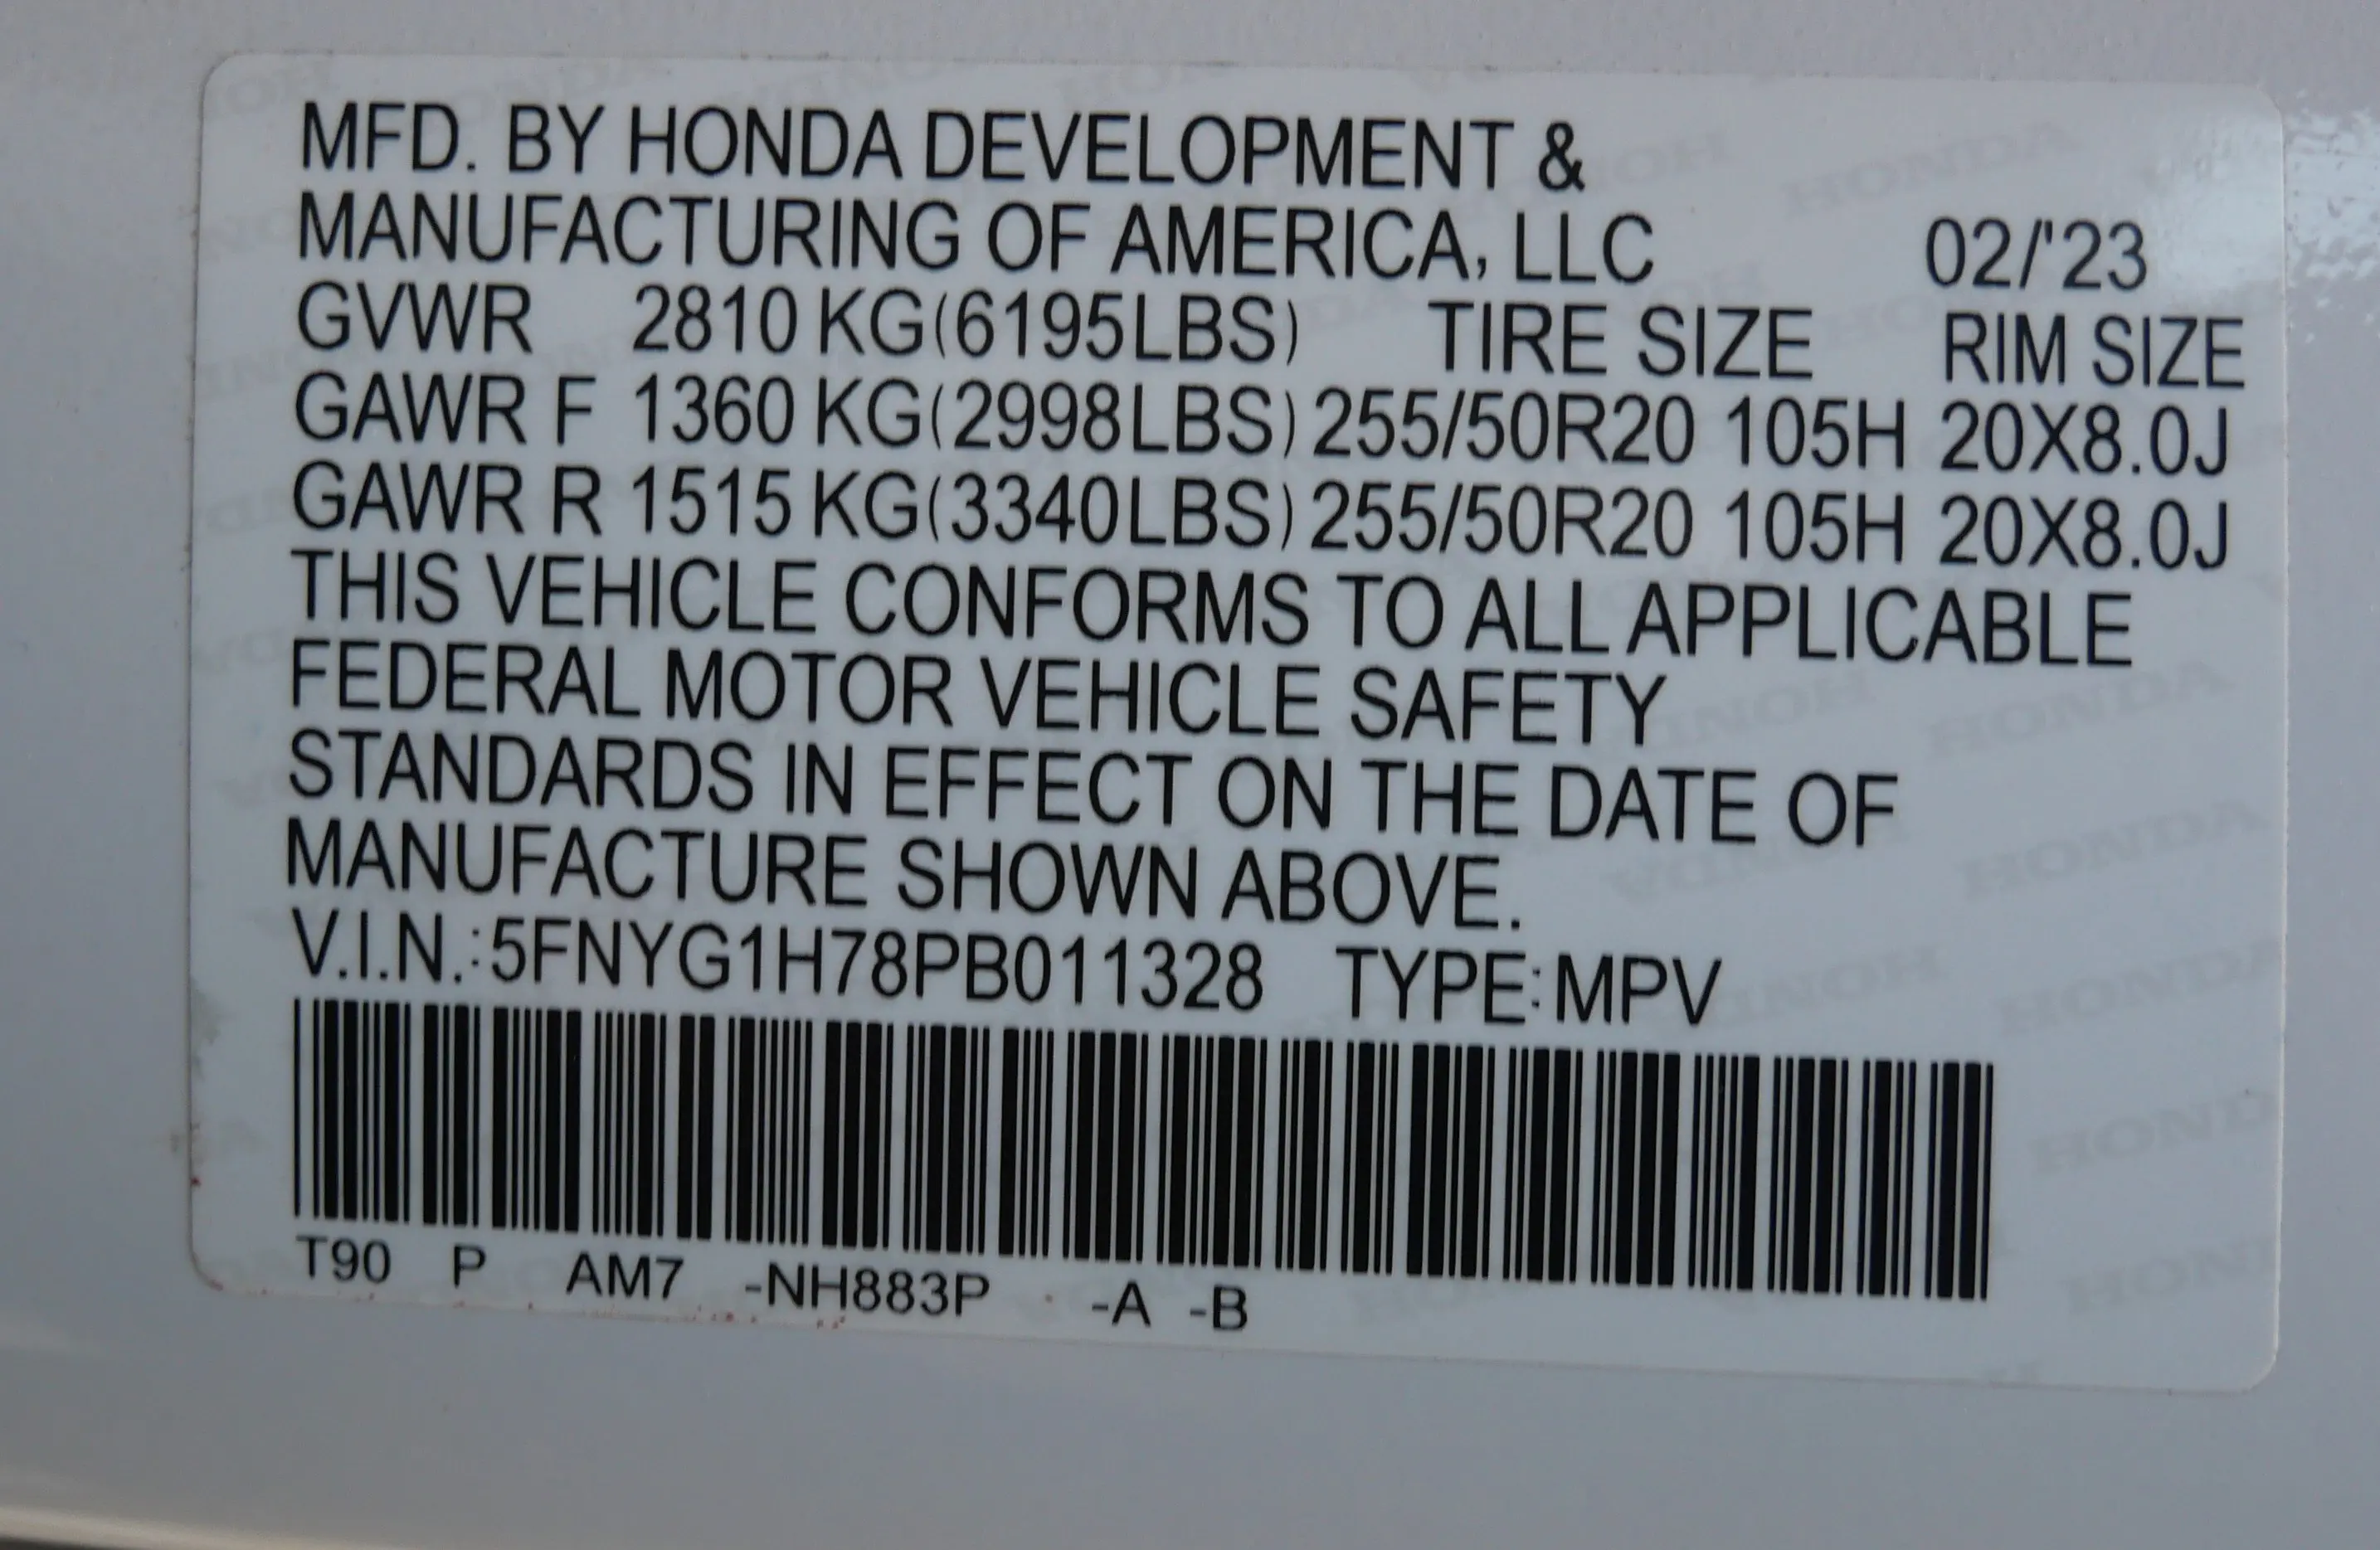 MFD. BY HONDA DEVELOPMENT &
MANUFACTURING OF AMERICA, LLC 02/'23
GVWR 2810 KG(6195LBS) TIRE SIZE RIM SIZE
GAWR F 1360 KG(2998LBS) 255/50R20 105H 20X8.0J
GAWR R 1515 KG(3340LBS) 255/50R20 105H 20X8.0J
THIS VEHICLE CONFORMS TO ALL APPLICABLE
FEDERAL MOTOR VEHICLE SAFETY
STANDARDS IN EFFECT ON THE DATE OF
MANUFACTURE SHOWN ABOVE.
V.I.N.:5FNYG1H78PB011328 TYPE:MPV
T90 P AM7 -NH883P -A -B